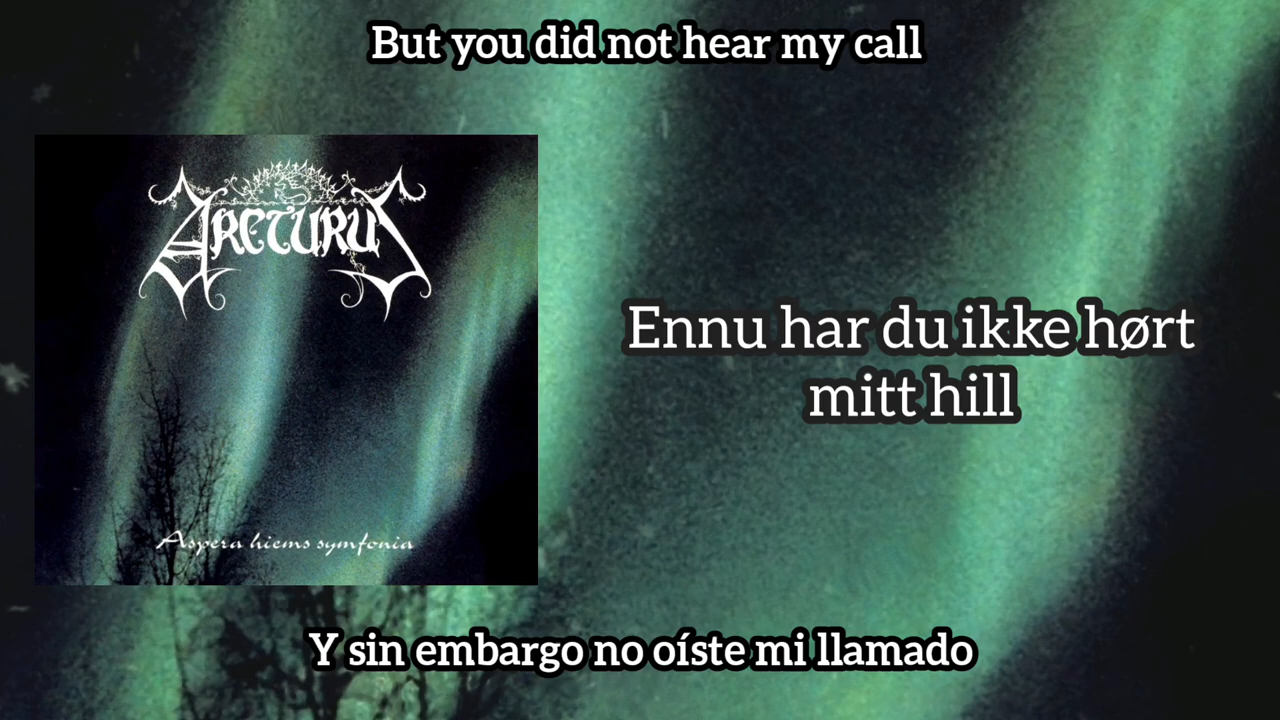 But you did not hear my call
ARCTURUS
Ennu har du ikke hørt
mitt hill
Aspera hiems symfonia
Y sin embargo no oíste mi llamado